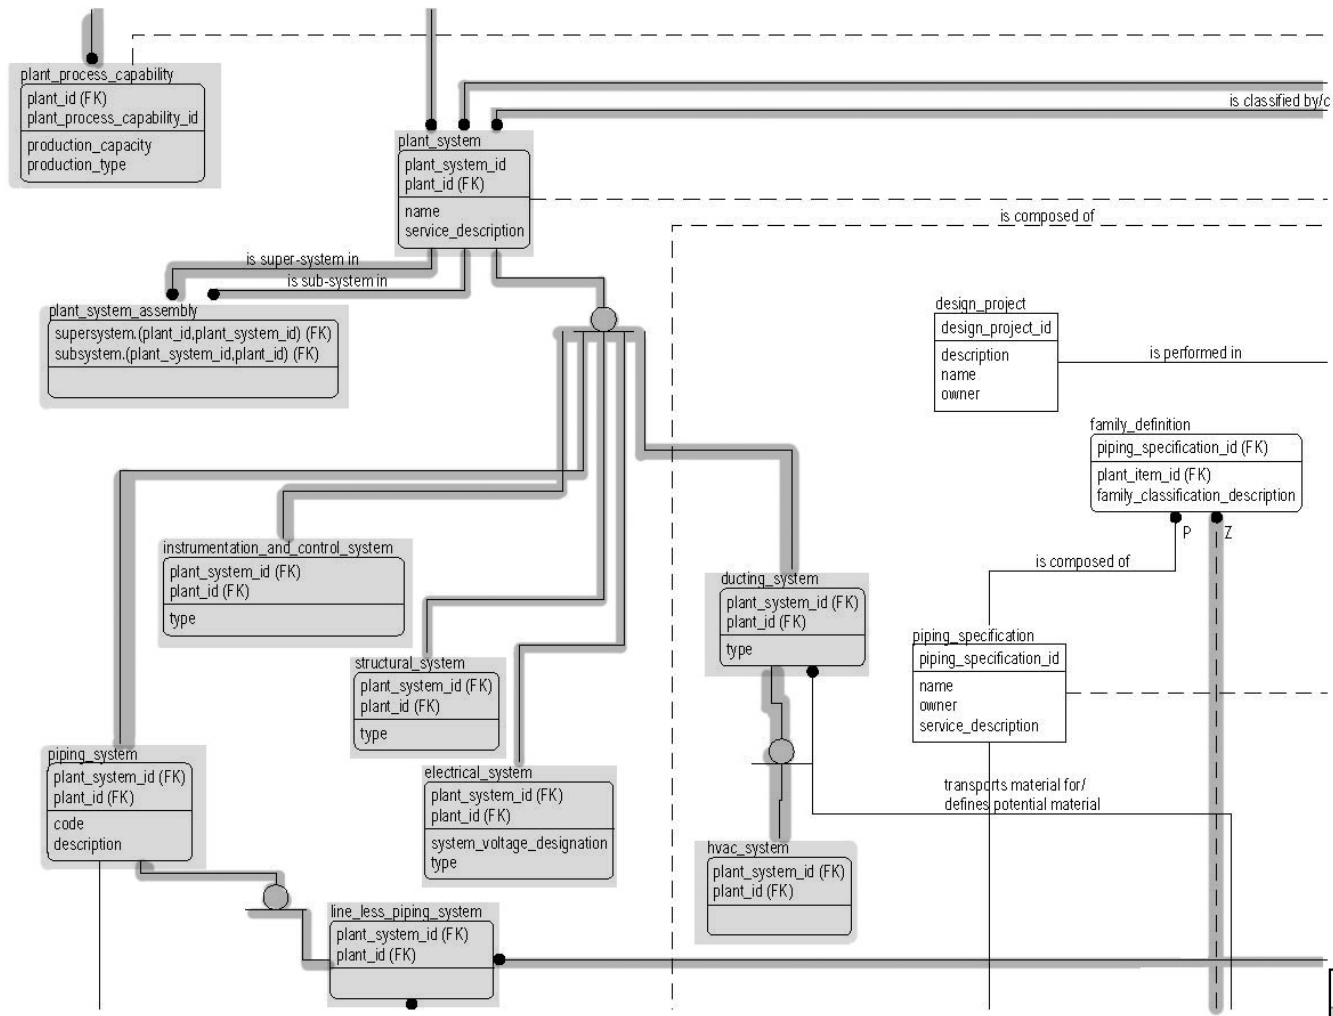 plant_process_capability
plant_id (FK)
plant_process_capability_id
production_capacity
production_type
is classified by/c
plant_system
plant_system_id
plant_id (FK)
name
service_description
is composed of
is super-system in
is sub-system in
plant_system_assembly
supersystem.(plant_id,plant_system_id) (FK)
subsystem.(plant_system_id,plant_id) (FK)
design_project
design_project_id
description
name
owner
is performed in
family_definition
piping_specification_id (FK)
plant_item_id (FK)
family_classification_description
P
Z
is composed of
instrumentation_and_control_system
plant_system_id (FK)
plant_id (FK)
type
ducting_system
plant_system_id (FK)
plant_id (FK)
type
piping_specification
piping_specification_id
name
owner
service_description
structural_system
plant_system_id (FK)
plant_id (FK)
type
piping_system
plant_system_id (FK)
plant_id (FK)
code
description
electrical_system
plant_system_id (FK)
plant_id (FK)
system_voltage_designation
type
transports material for/
defines potential material
hvac_system
plant_system_id (FK)
plant_id (FK)
line_less_piping_system
plant_system_id (FK)
plant_id (FK)